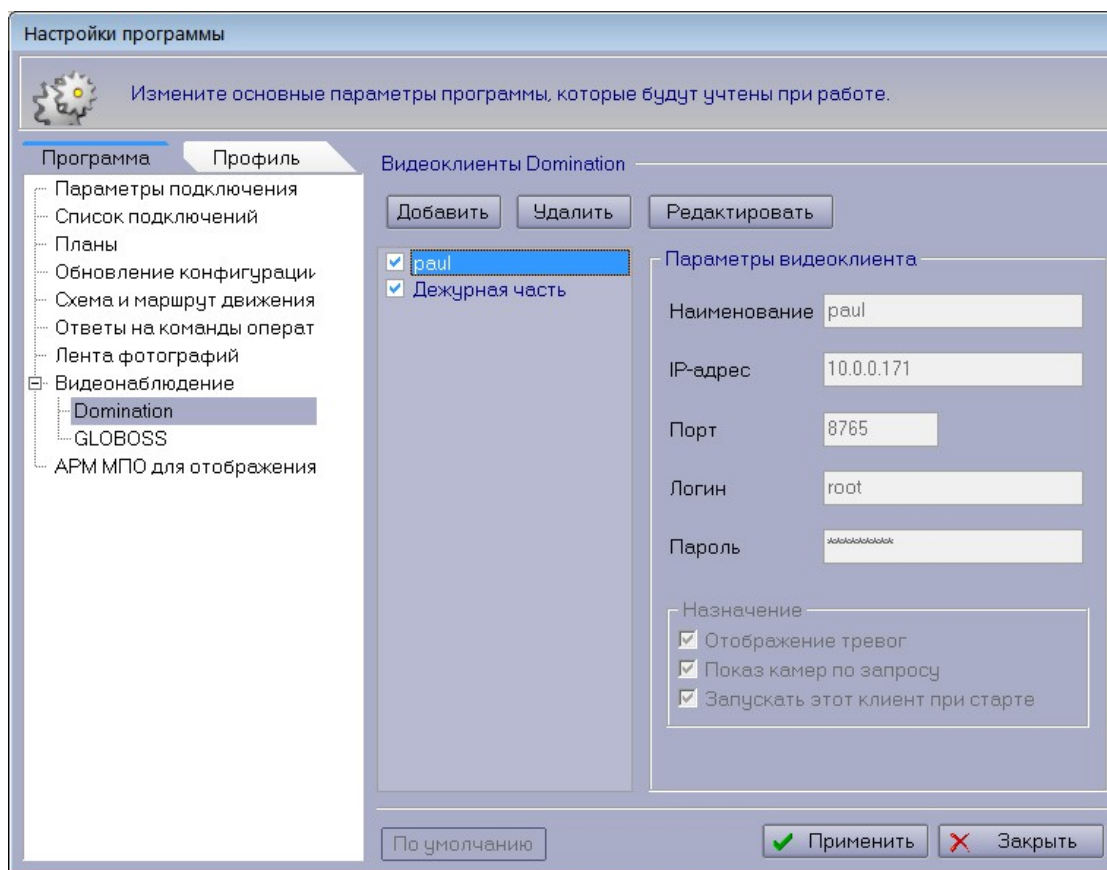 Настройки программы
Измените основные параметры программы, которые будут учтены при работе.
Программа
Профиль
Параметры подключения
Список подключений
Планы
Обновление конфигураци
Схема и маршрут движения
Ответы на команды операт
Лента фотографий
Видеонаблюдение
Domination
GLOBOSS
АРМ МПО для отображения
Видеоклиенты Domination
Добавить
Удалить
Редактировать
paul
Дежурная часть
Параметры видеоклиента
Наименование paul
IP-адрес 10.0.0.171
Порт 8765
Логин root
Пароль **********
Назначение
Отображение тревог
Показ камер по запросу
Запускать этот клиент при старте
По умолчанию
Применить
Закрыть